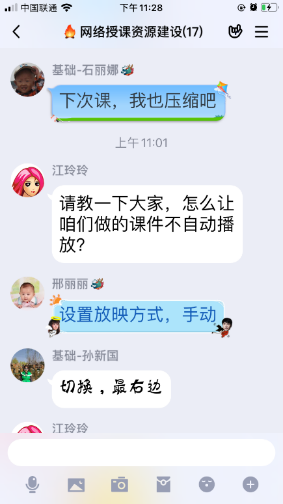 中国联通
下午11:28
网络授课资源建设(17)
基础-石丽娜
下次课，我也压缩吧
上午11:01
江玲玲
请教一下大家，怎么让
咱们做的课件不自动播
放?
邢丽丽
设置放映方式，手动
基础-孙新国
切换，最右边
江玲玲